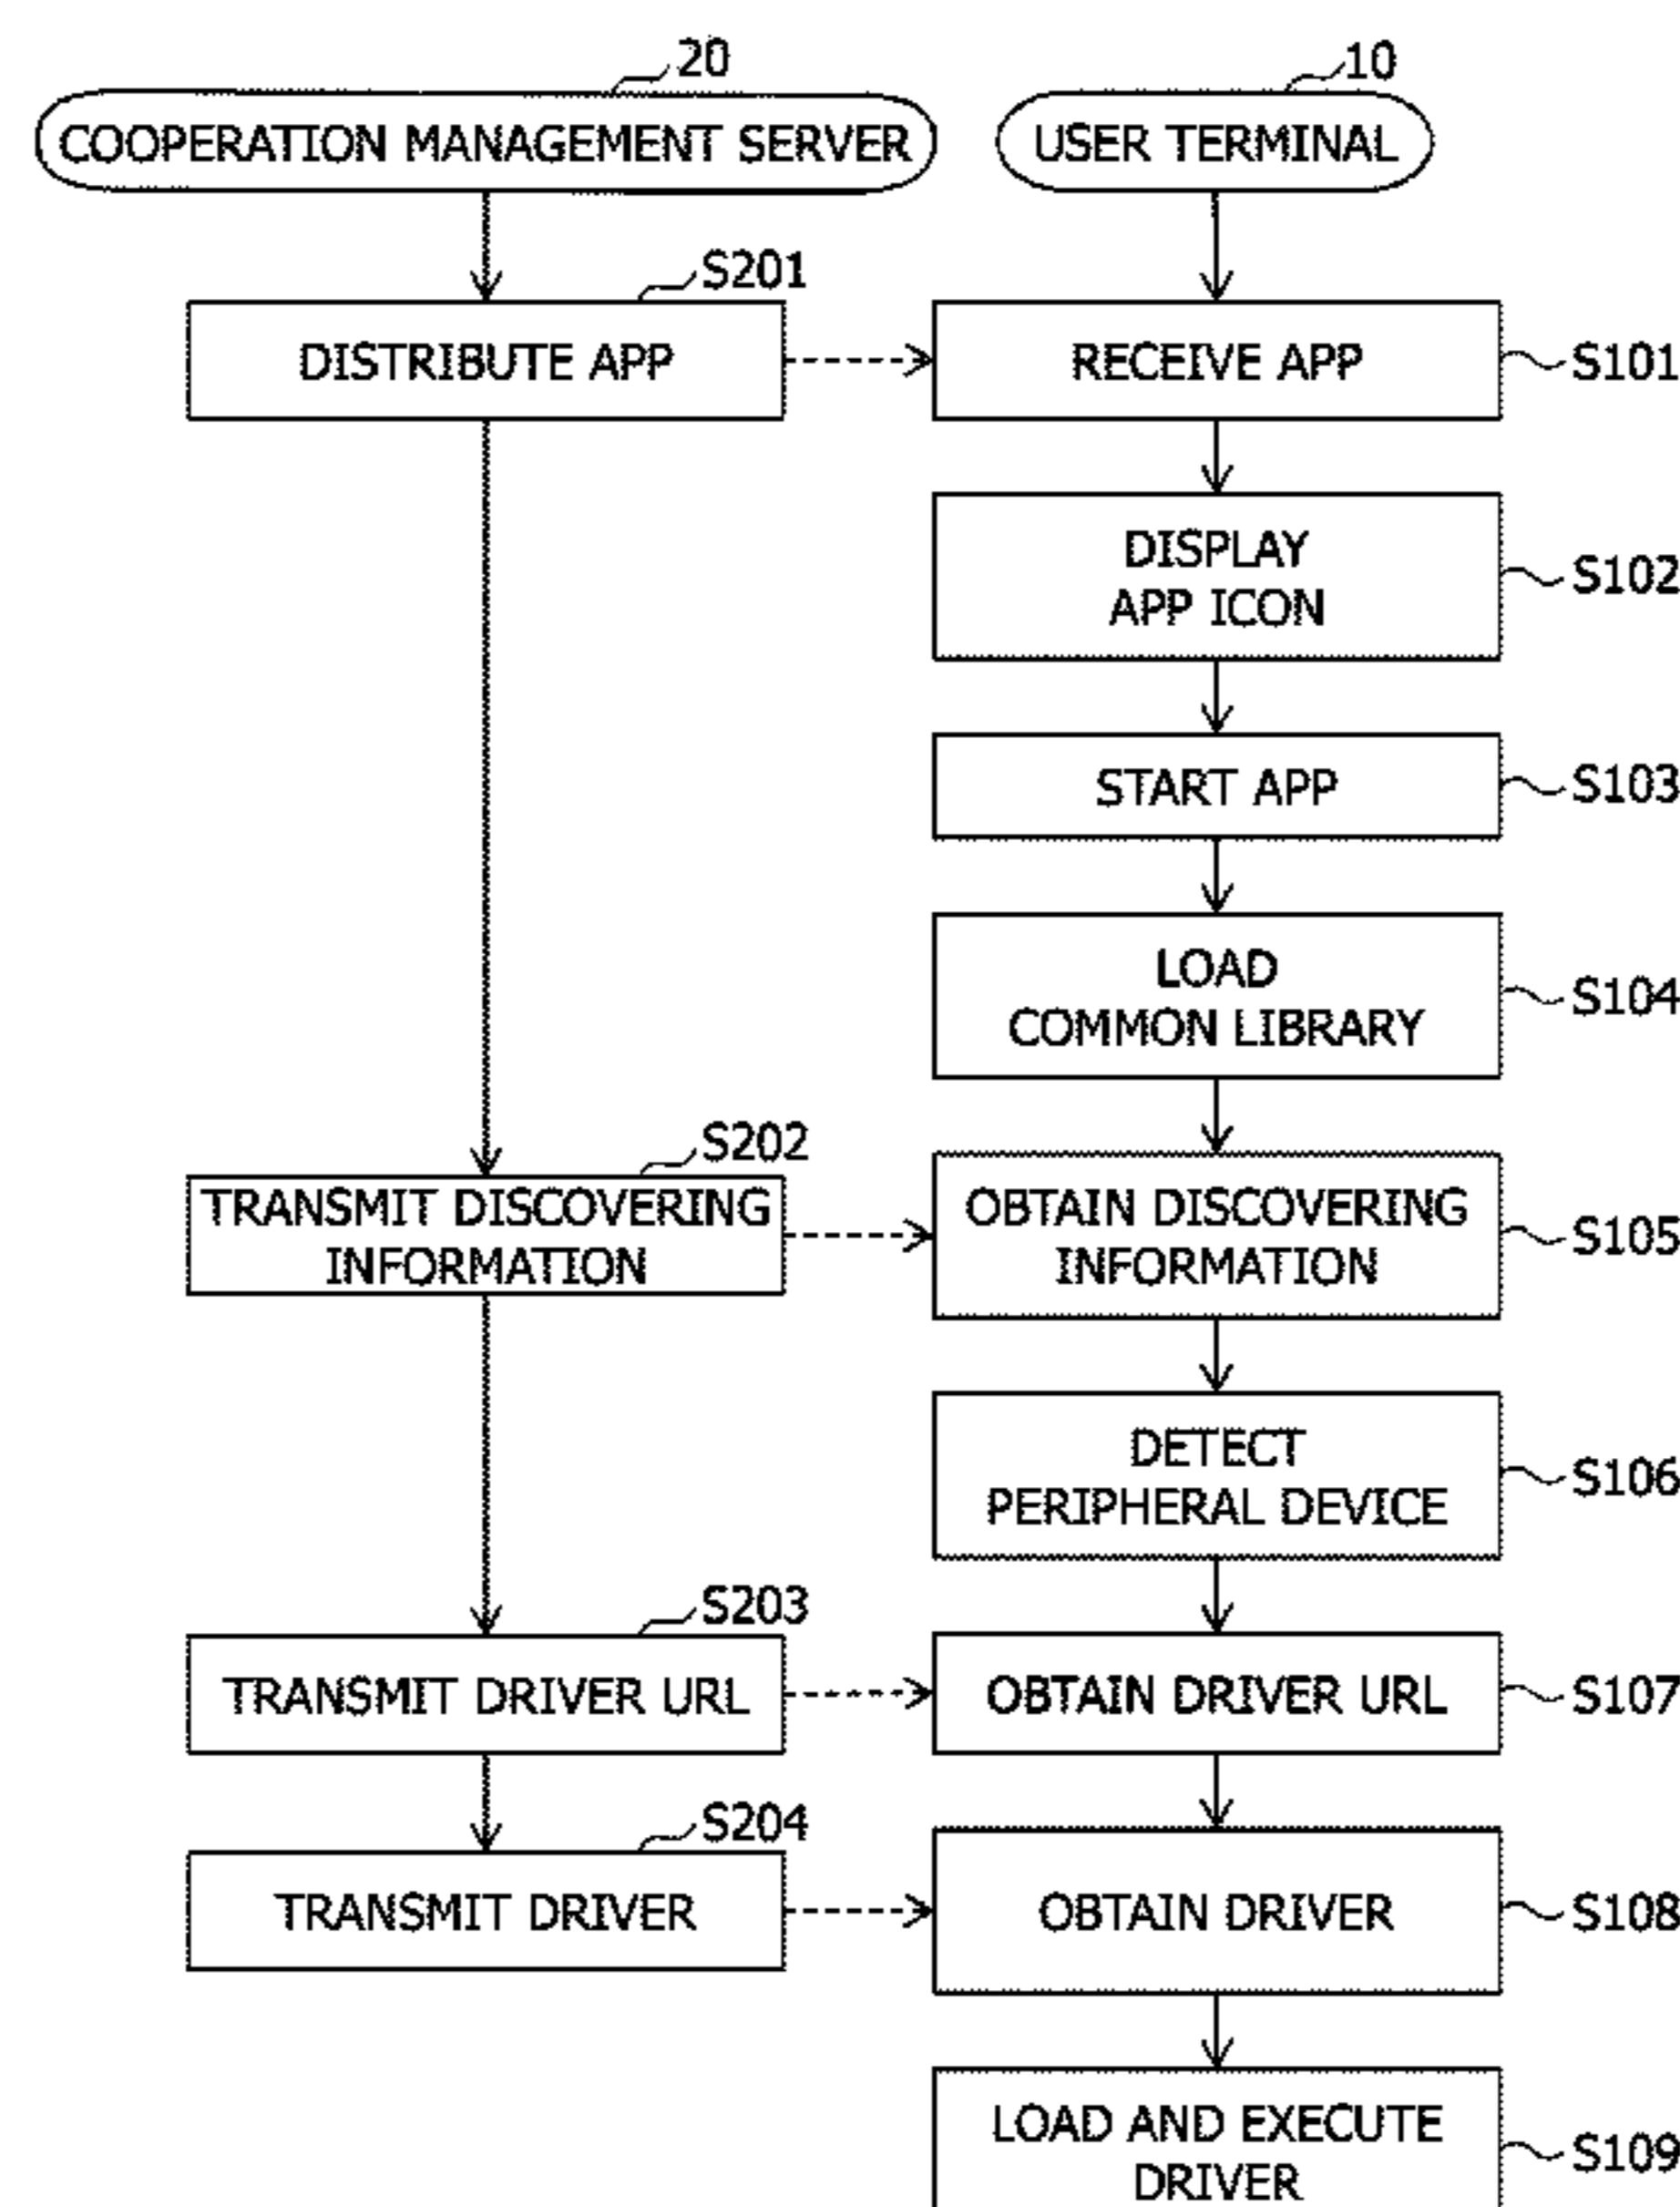 20
10
COOPERATION MANAGEMENT SERVER
USER TERMINAL
S201
DISTRIBUTE APP
RECEIVE APP
S101
DISPLAY
APP ICON
S102
START APP
S103
LOAD
COMMON LIBRARY
S104
S202
TRANSMIT DISCOVERING
INFORMATION
OBTAIN DISCOVERING
INFORMATION
S105
DETECT
PERIPHERAL DEVICE
S106
S203
TRANSMIT DRIVER URL
OBTAIN DRIVER URL
S107
S204
TRANSMIT DRIVER
OBTAIN DRIVER
S108
LOAD AND EXECUTE
DRIVER
S109